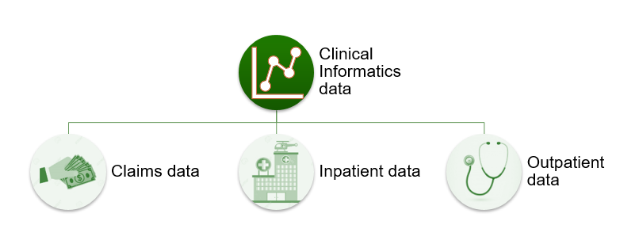 Clinical
Informatics
data
Claims data
Inpatient data
Outpatient
data